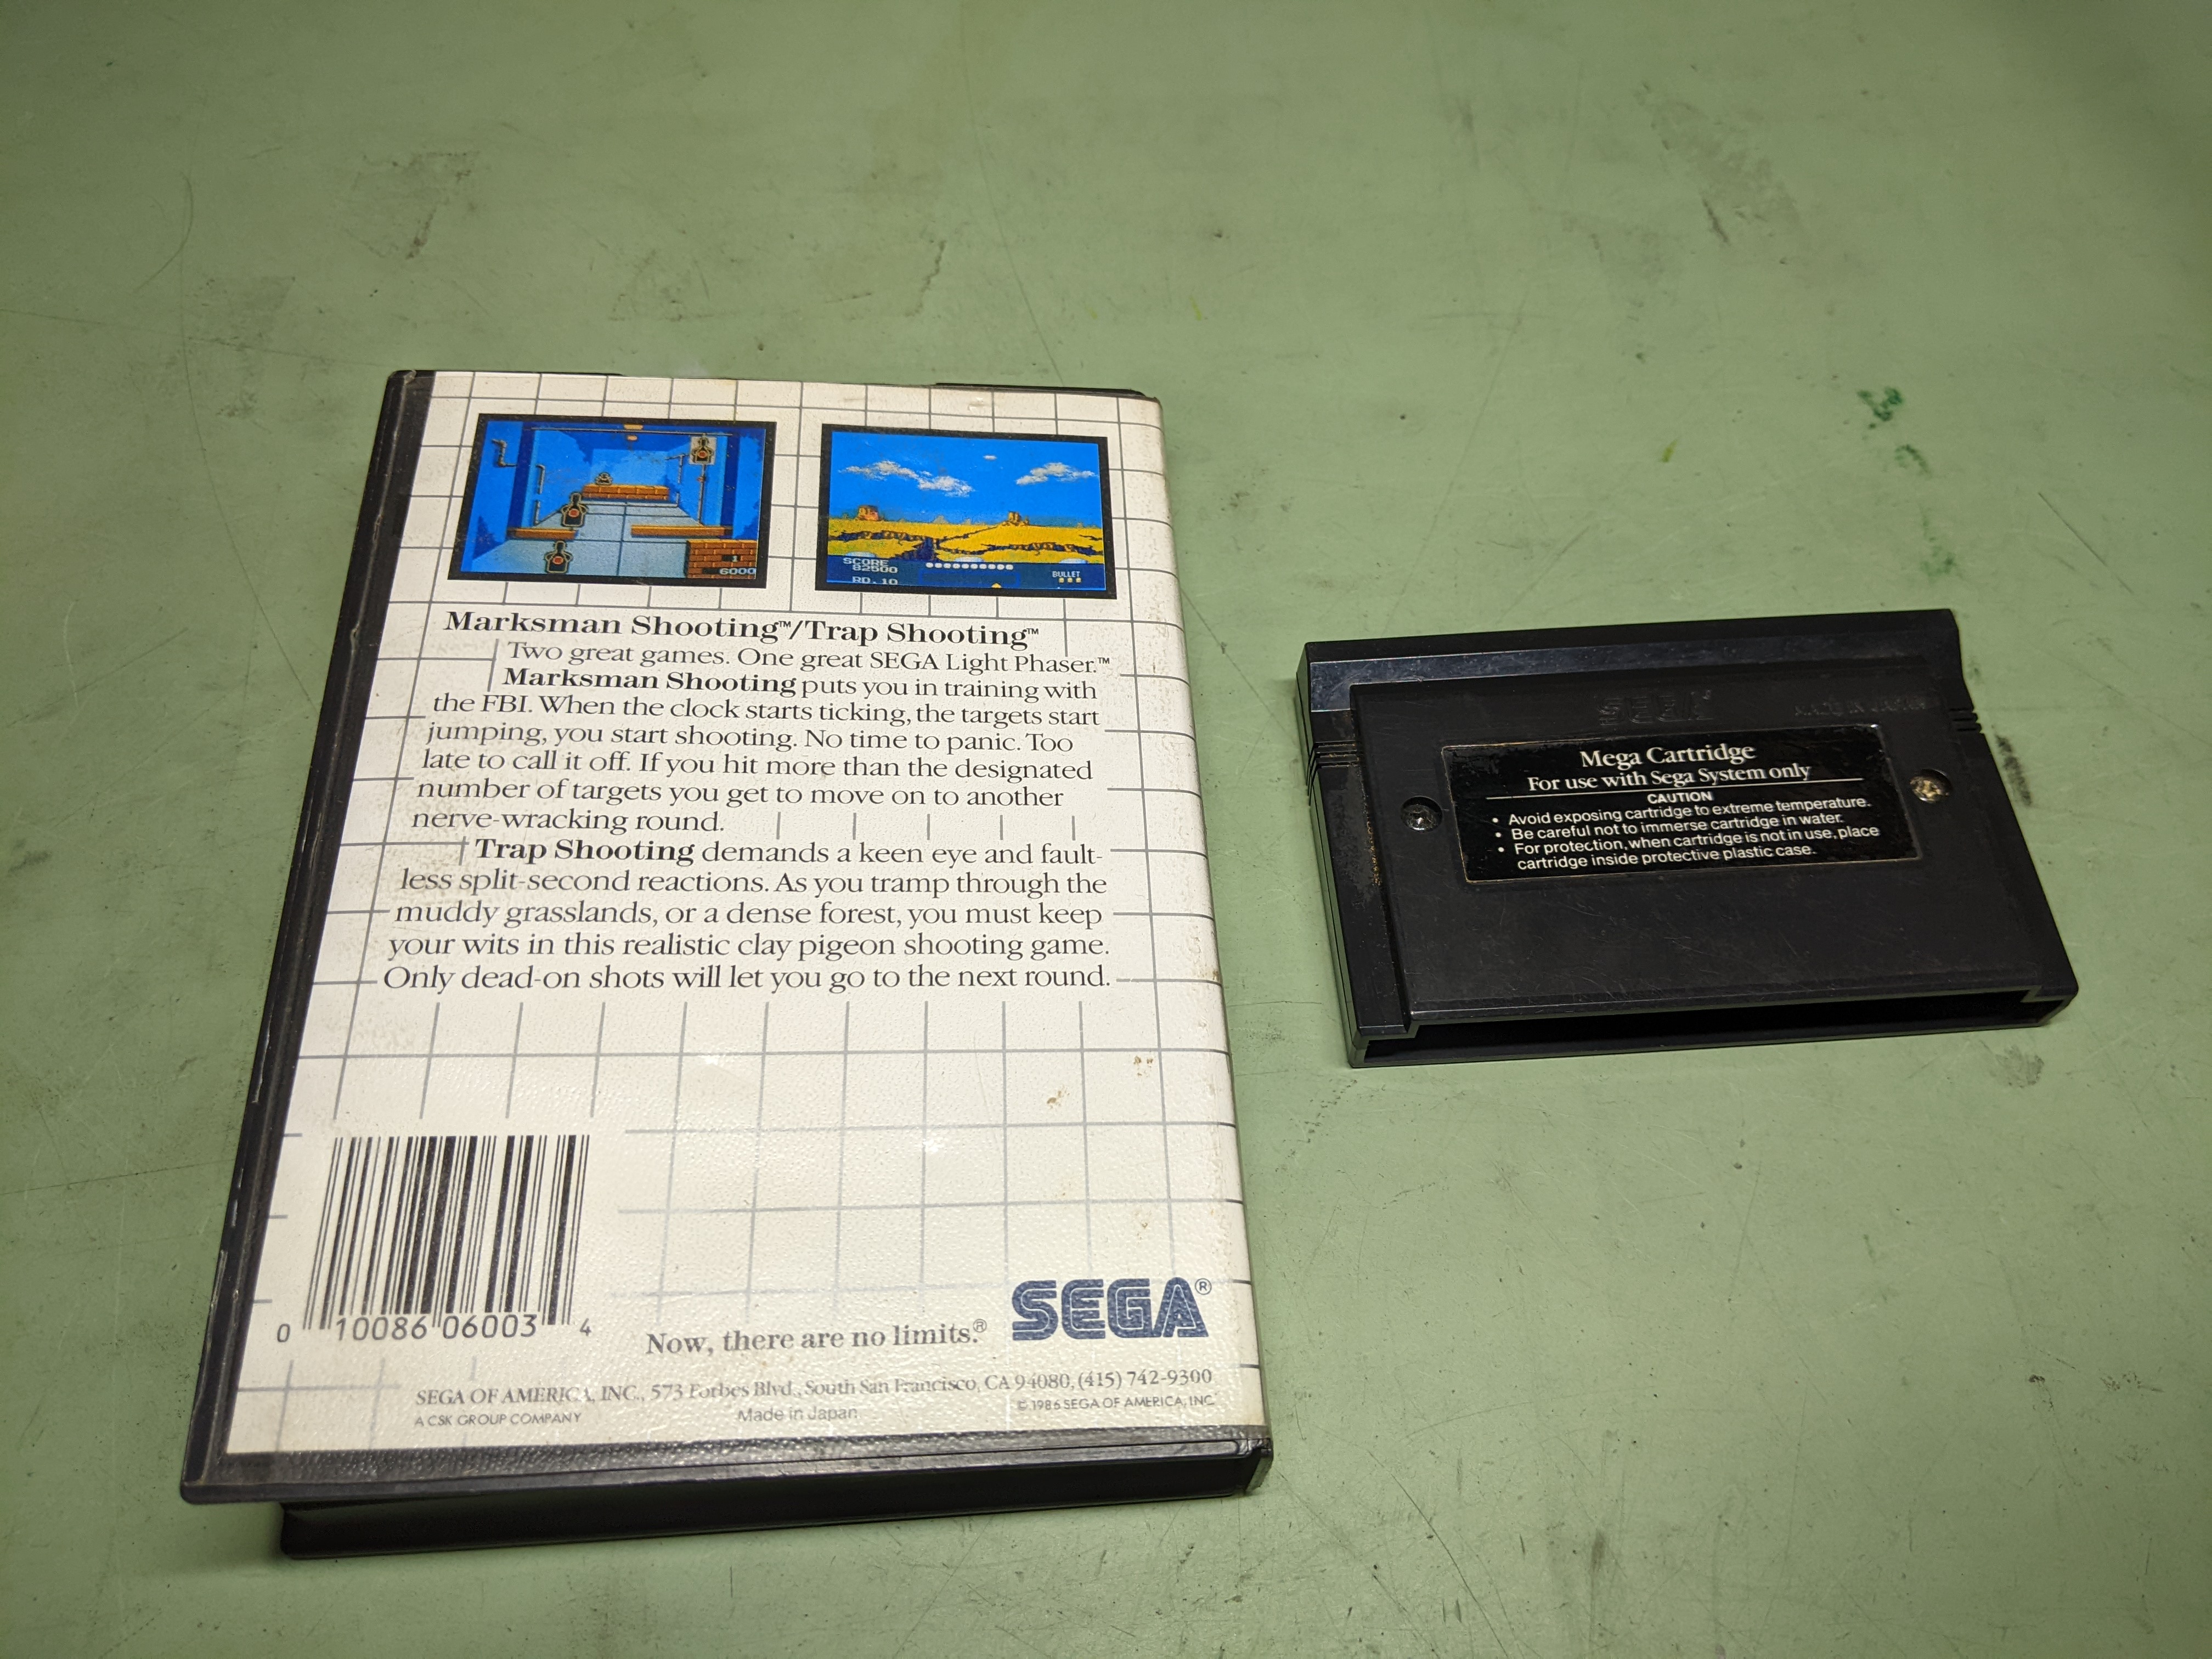 1
6000
SCORE
82500
RD.10
BULLET
Marksman Shooting™/Trap Shooting™
Two great games. One great SEGA Light Phaser.™
Marksman Shooting puts you in training with
the FBI. When the clock starts ticking, the targets start
jumping, you start shooting. No time to panic. Too
late to call it off. If you hit more than the designated
number of targets you get to move on to another
nerve-wracking round.
Trap Shooting demands a keen eye and fault-
less split-second reactions. As you tramp through the
muddy grasslands, or a dense forest, you must keep
your wits in this realistic clay pigeon shooting game.
Only dead-on shots will let you go to the next round.
0 10086 06003 4
Now, there are no limits.®
SEGA®
SEGA OF AMERICA, INC., 573 Forbes Blvd., South San Francisco, CA 94080, (415) 742-9300
A CSK GROUP COMPANY
Made in Japan
© 1986 SEGA OF AMERICA, INC.
SEGA
MADE IN JAPAN
Mega Cartridge
For use with Sega System only
CAUTION
• Avoid exposing cartridge to extreme temperature.
• Be careful not to immerse cartridge in water.
• For protection, when cartridge is not in use, place
cartridge inside protective plastic case.